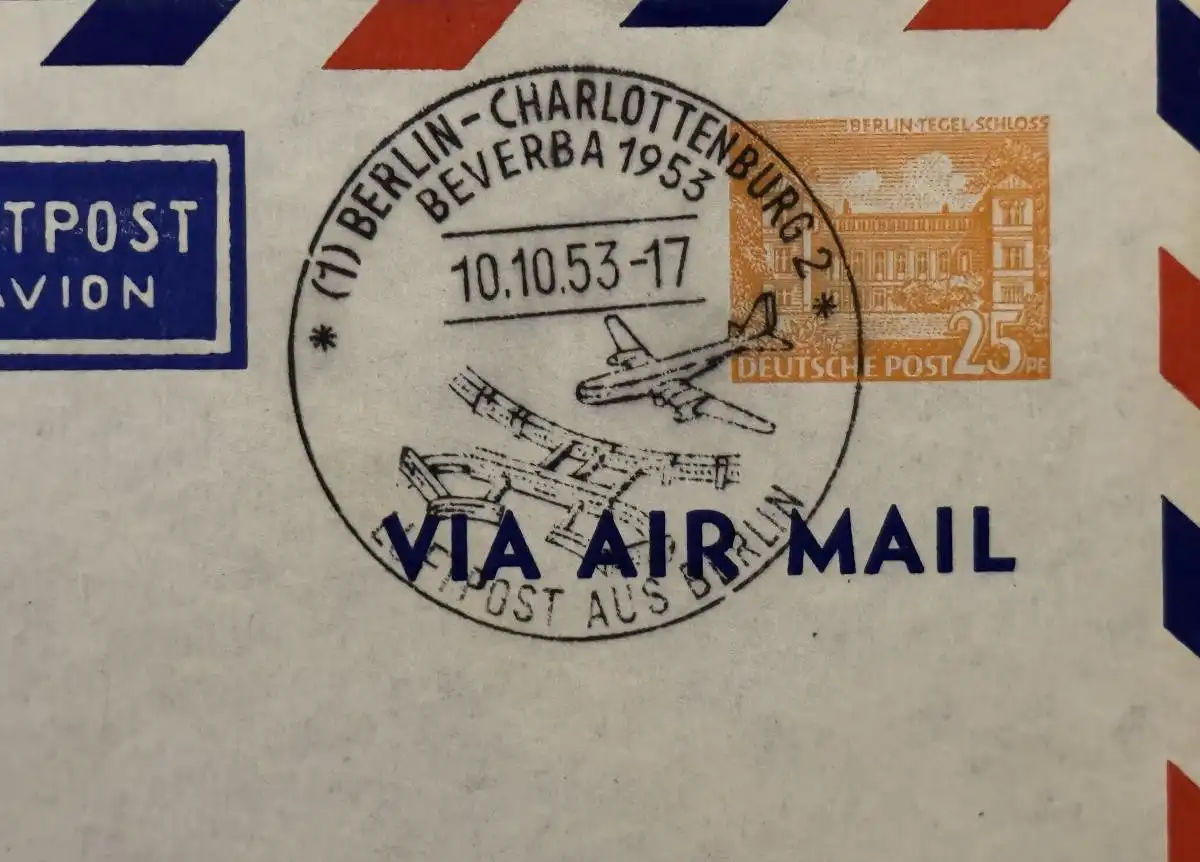 TPOST
AVION
(1) BERLIN-CHARLOTTENBURG 2
BEVERBA 1953
10.10.53-17
* *
LUFTPOST AUS BERLIN
BERLIN-TEGEL-SCHLOSS
DEUTSCHE POST 25 PF
VIA AIR MAIL